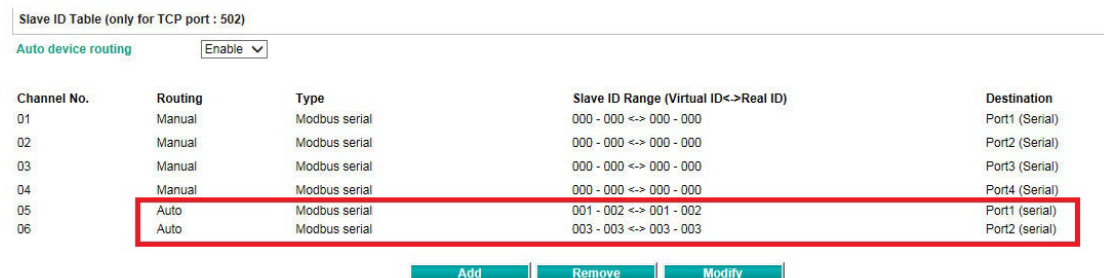 Slave ID Table (only for TCP port : 502)
Auto device routing Enable
Channel No. Routing Type Slave ID Range (Virtual ID<->Real ID) Destination
01 Manual Modbus serial 000 - 000 <-> 000 - 000 Port1 (Serial)
02 Manual Modbus serial 000 - 000 <-> 000 - 000 Port2 (Serial)
03 Manual Modbus serial 000 - 000 <-> 000 - 000 Port3 (Serial)
04 Manual Modbus serial 000 - 000 <-> 000 - 000 Port4 (Serial)
05 Auto Modbus serial 001 - 002 <-> 001 - 002 Port1 (serial)
06 Auto Modbus serial 003 - 003 <-> 003 - 003 Port2 (serial)
Add Remove Modify